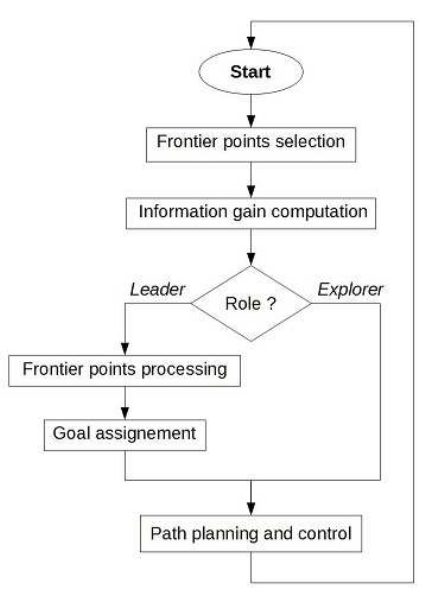 Start
Frontier points selection
Information gain computation
Leader
Role ?
Explorer
Frontier points processing
Goal assignement
Path planning and control